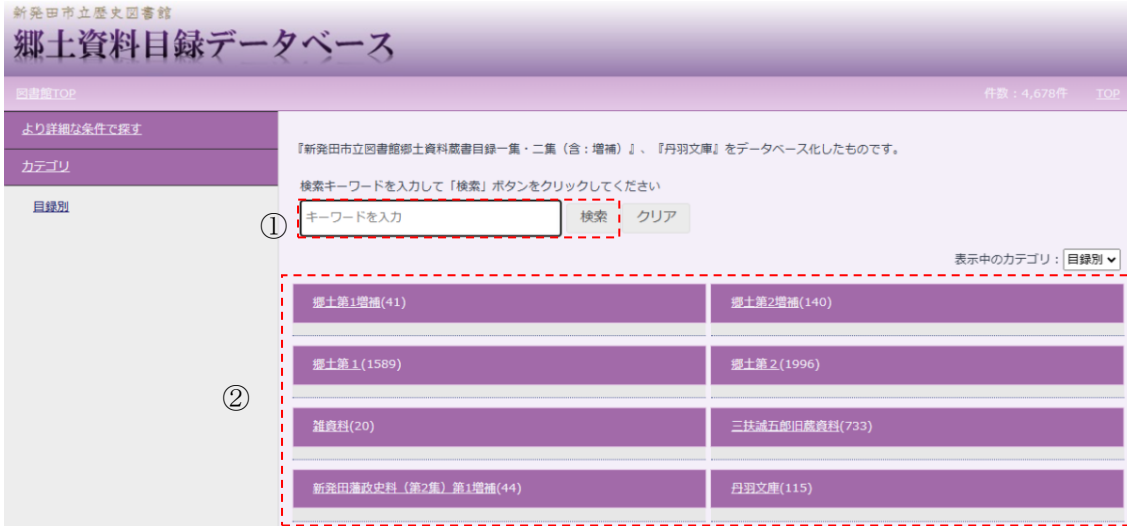 新発田市立歴史図書館
郷土資料目録データベース
図書館TOP
件数：4,678件 TOP
より詳細な条件で探す
カテゴリ
目録別
『新発田市立図書館郷土資料蔵書目録一集・二集（含：増補）』、『丹羽文庫』をデータベース化したものです。
検索キーワードを入力して「検索」ボタンをクリックしてください
① キーワードを入力 検索 クリア
表示中のカテゴリ：目録別
②
郷土第1増補(41) 郷土第2増補(140)
郷土第１(1589) 郷土第２(1996)
雑資料(20) 三扶誠五郎旧蔵資料(733)
新発田藩政史料（第2集）第1増補(44) 丹羽文庫(115)